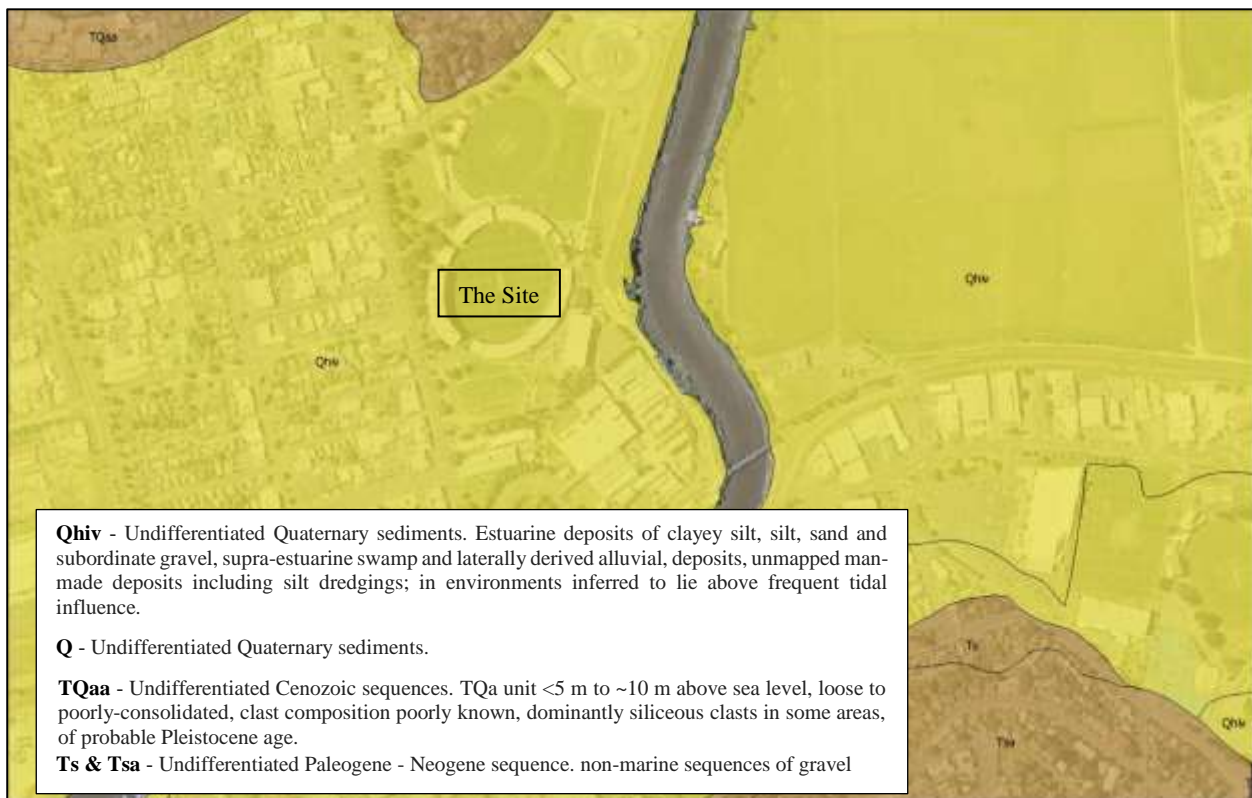 TQaa
The Site
Qhiv
Qhiv
Qhiv - Undifferentiated Quaternary sediments. Estuarine deposits of clayey silt, silt, sand and
subordinate gravel, supra-estuarine swamp and laterally derived alluvial, deposits, unmapped man-
made deposits including silt dredgings; in environments inferred to lie above frequent tidal
influence.
Q - Undifferentiated Quaternary sediments.
TQaa - Undifferentiated Cenozoic sequences. TQa unit <5 m to ~10 m above sea level, loose to
poorly-consolidated, clast composition poorly known, dominantly siliceous clasts in some areas,
of probable Pleistocene age.
Ts & Tsa - Undifferentiated Paleogene - Neogene sequence. non-marine sequences of gravel
Ts
Qhiv